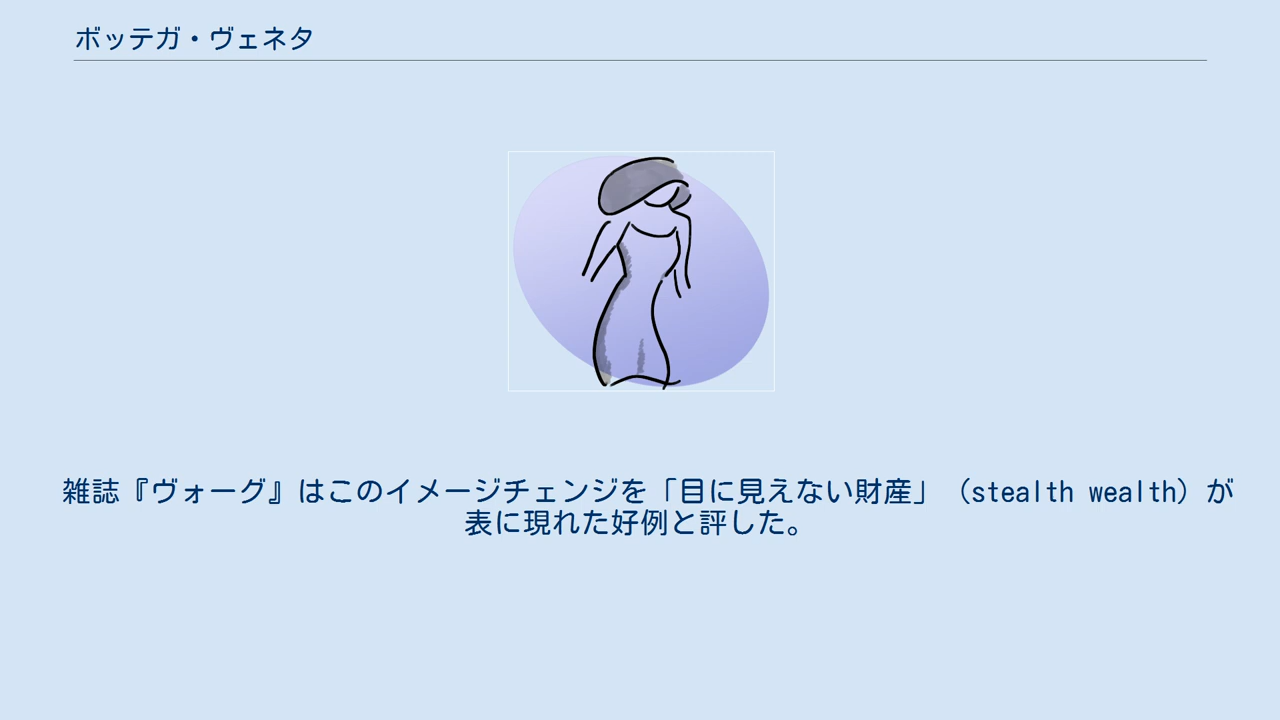 ボッテガ・ヴェネタ
雑誌『ヴォーグ』はこのイメージチェンジを「目に見えない財産」（stealth wealth）が
表に現れた好例と評した。